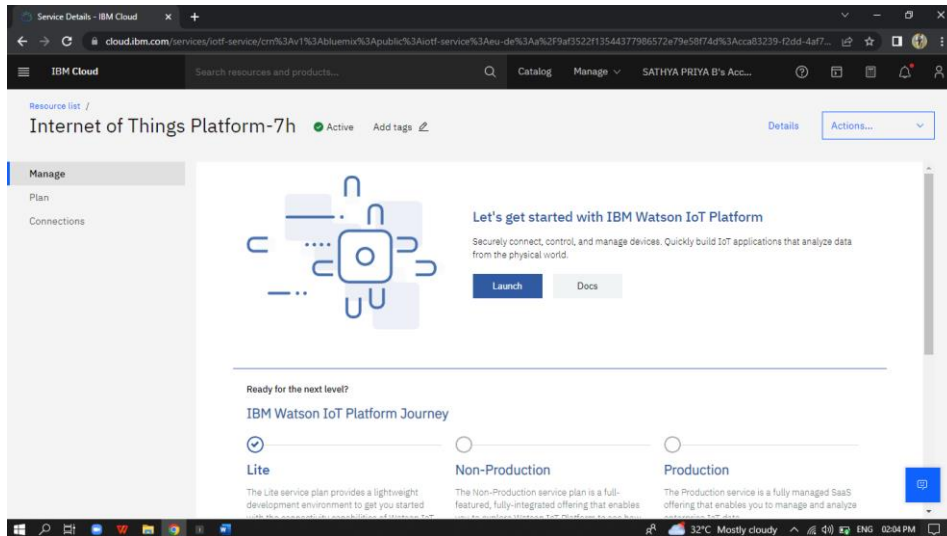 Service Details - IBM Cloud
cloud.ibm.com/services/iotf-service/crn%3Av1%3Abluemix%3Apublic%3Aiotf-service%3Aeu-de%3Aa%2F9af3522f13544377986572e79e58f74d%3Acca83239-f2dd-4af7...
IBM Cloud
Search resources and products...
Catalog
Manage
SATHYA PRIYA B's Acc...
Resource list /
Internet of Things Platform-7h
Active
Add tags
Details
Actions...
Manage
Plan
Connections
Let's get started with IBM Watson IoT Platform
Securely connect, control, and manage devices. Quickly build IoT applications that analyze data
from the physical world.
Launch
Docs
Ready for the next level?
IBM Watson IoT Platform Journey
Lite
The Lite service plan provides a lightweight
development environment to get you started
Non-Production
The Non-Production service plan is a full-
featured, fully-integrated offering that enables
Production
The Production service is a fully managed SaaS
offering that enables you to manage and analyze
32°C Mostly cloudy
ENG
02:04 PM